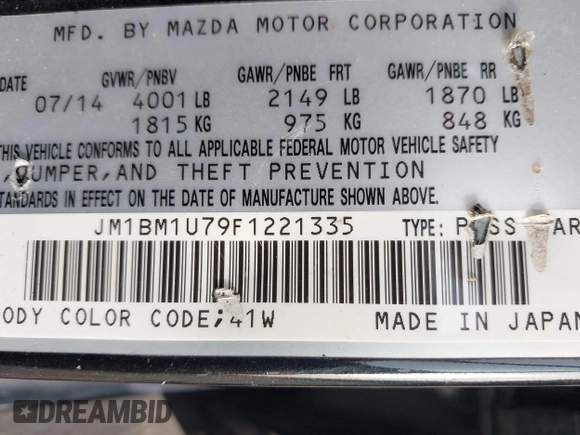 MFD. BY MAZDA MOTOR CORPORATION
DATE GVWR/PNBV GAWR/PNBE FRT GAWR/PNBE RR
07/14 4001 LB 2149 LB 1870 LB
1815 KG 975 KG 848 KG
THIS VEHICLE CONFORMS TO ALL APPLICABLE FEDERAL MOTOR VEHICLE SAFETY
, BUMPER, AND THEFT PREVENTION
STANDARDS IN EFFECT ON THE DATE OF MANUFACTURE SHOWN ABOVE.
JM1BM1U79F1221335 TYPE:
ODY COLOR CODE;41W MADE IN JAPAN
DREAMBID